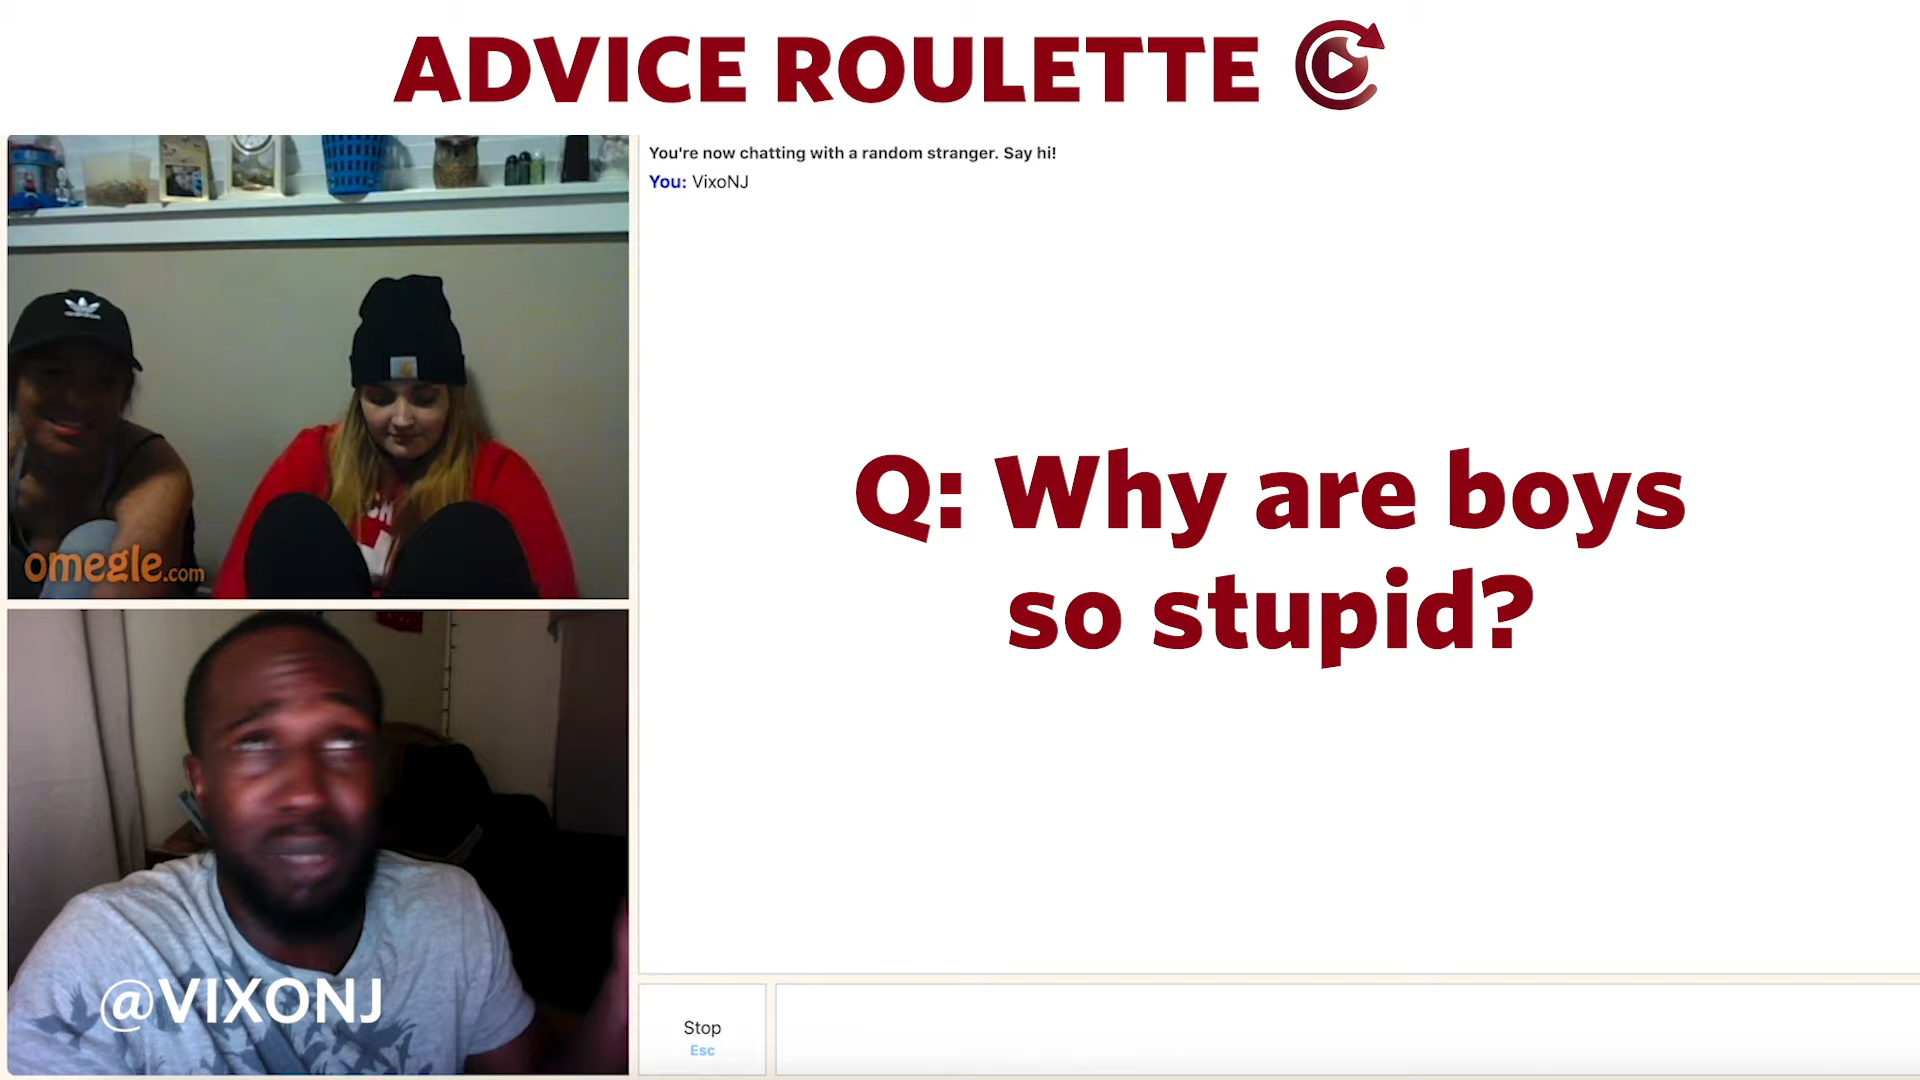 ADVICE ROULETTE
You're now chatting with a random stranger. Say hi!
You: VixoNJ
omegle.com
Q: Why are boys
so stupid?
@VIXONJ
Stop
Esc